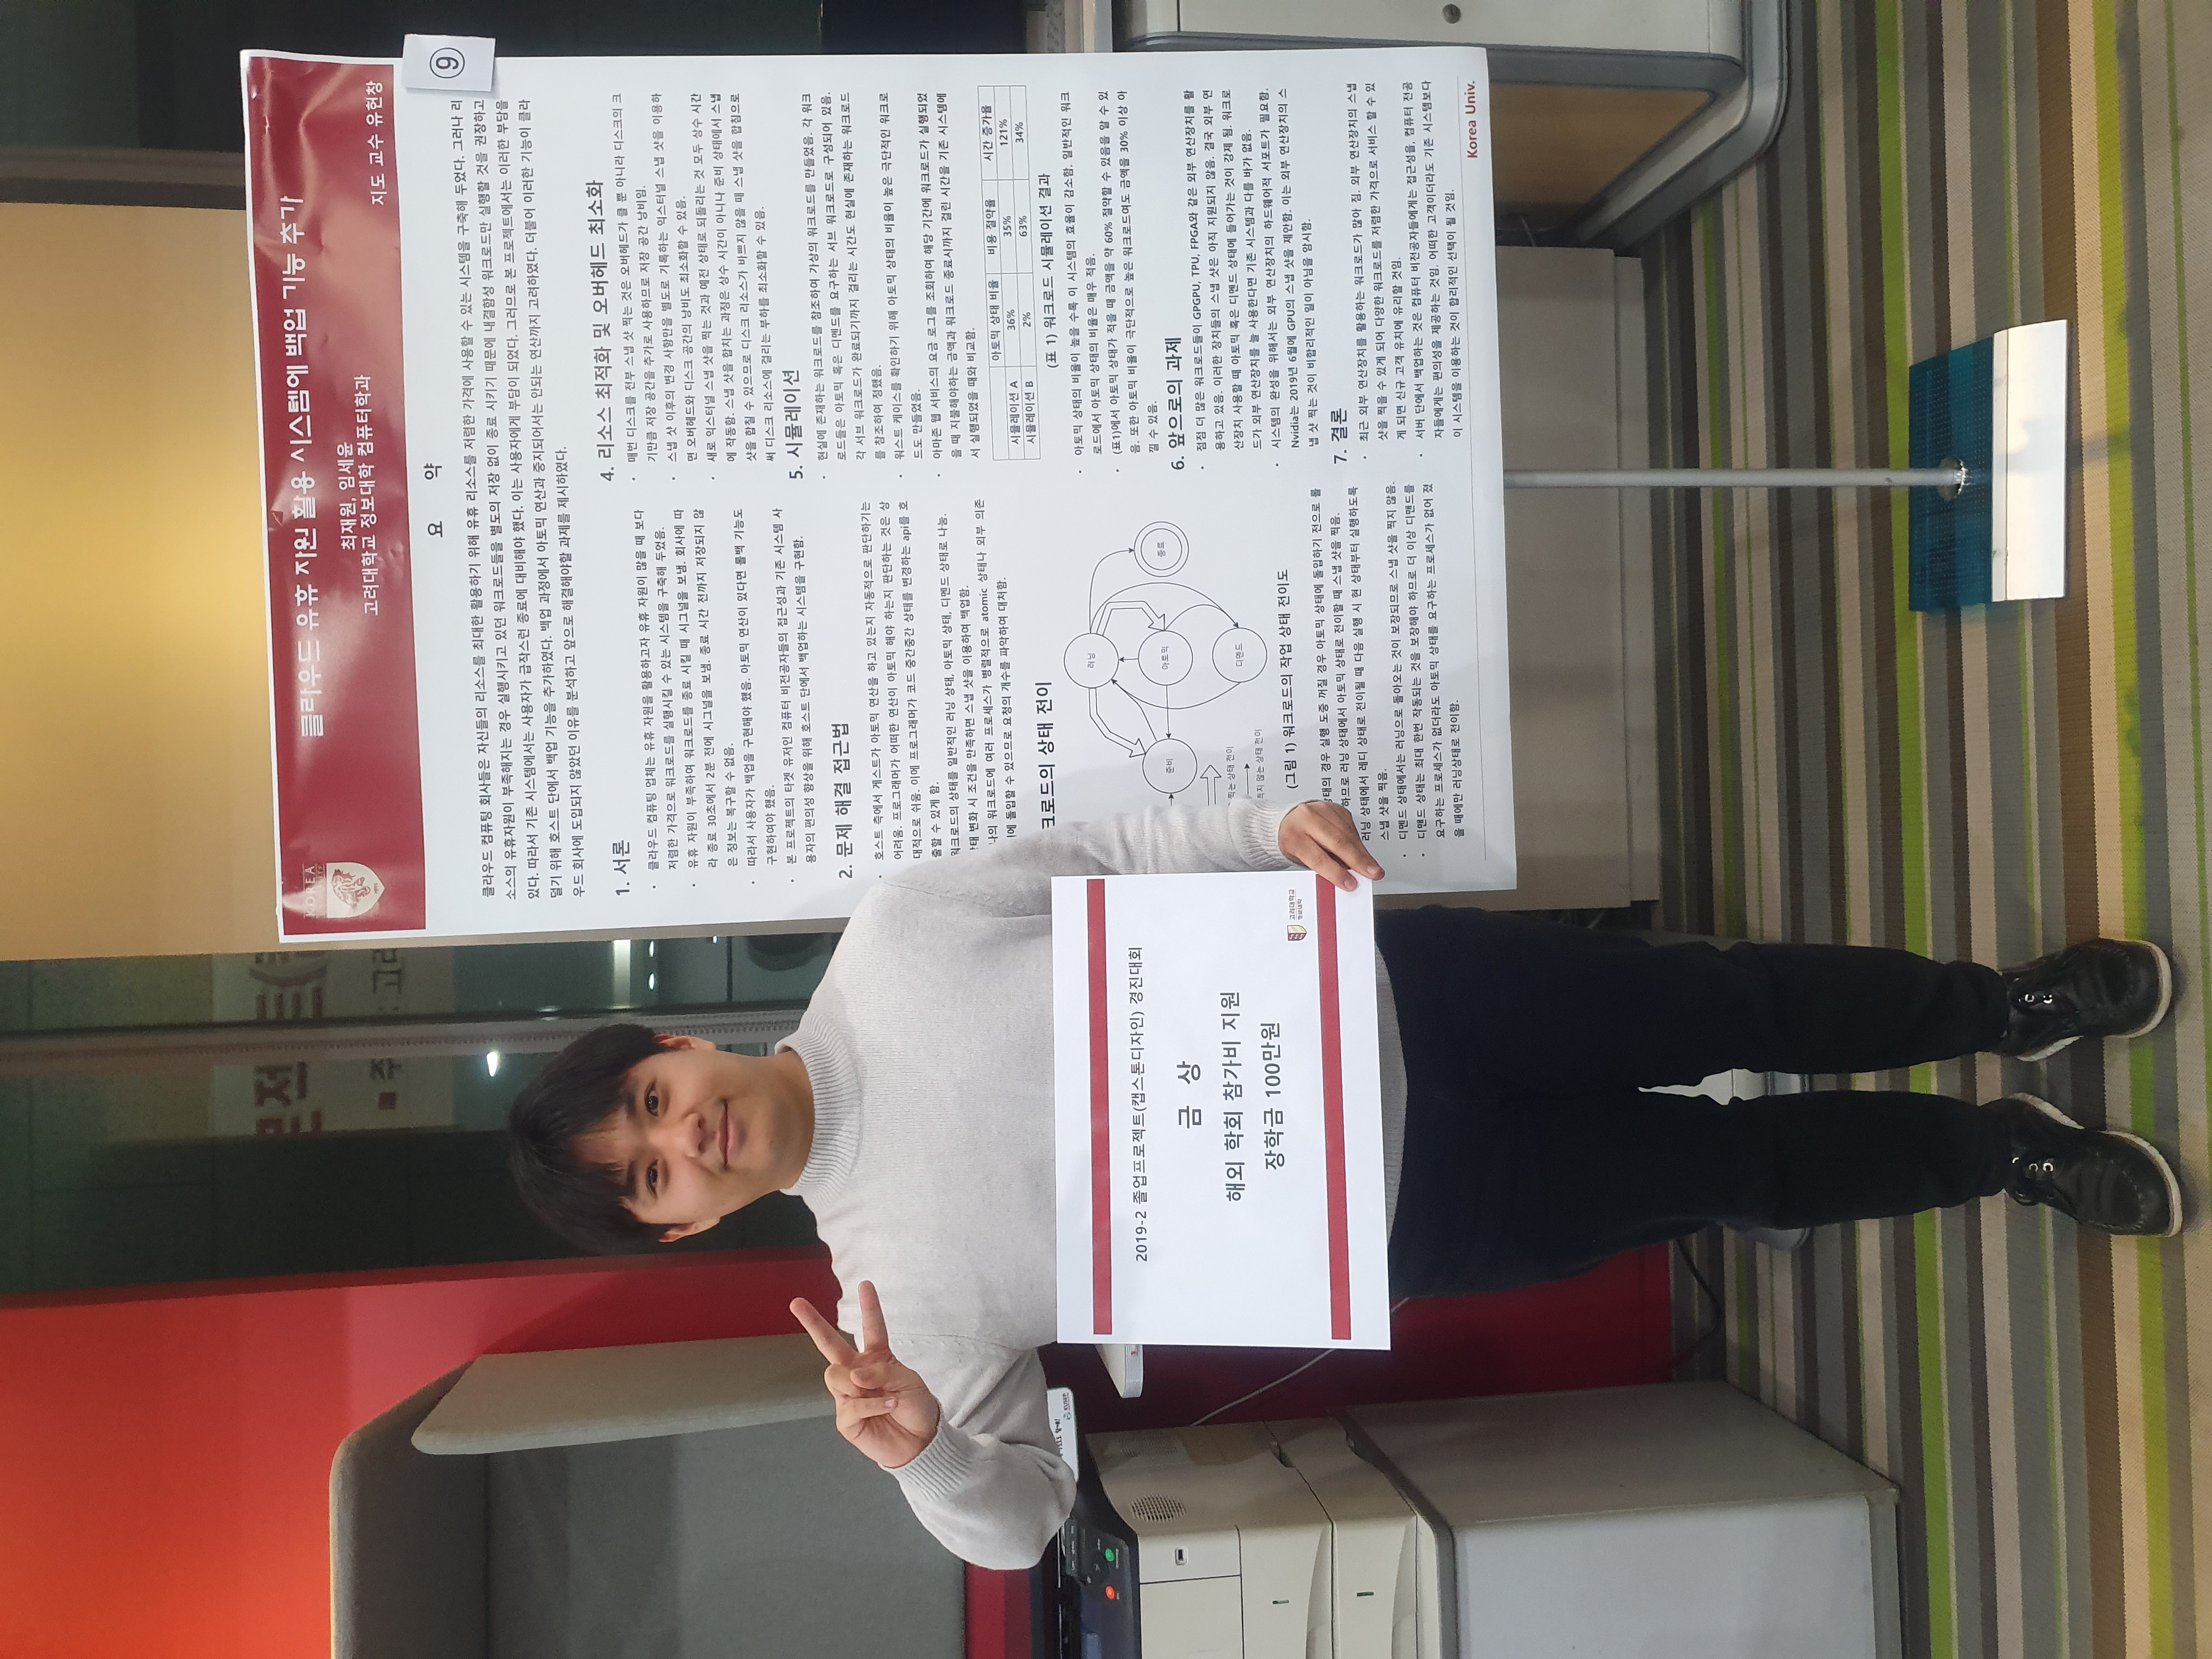 로젝트(
주
: 고려
KOREA
클라우드 유휴 자원 활용 시스템에 백업 기능 추가
최재원, 임세윤
고려대학교 정보대학 컴퓨터학과
지도 교수 유헌창
⑨
요 약
클라우드 컴퓨팅 회사들은 자신들의 리소스를 최대한 활용하기 위해 유휴 리소스를 저렴한 가격에 사용할 수 있는 시스템을 구축해 두었다. 그러나 리
소스의 유휴자원이 부족해지는 경우 실행시키고 있던 워크로드들을 별도의 저장 없이 종료 시키기 때문에 내결함성 워크로드만 실행할 것을 권장하고
있다. 따라서 기존 시스템에서는 사용자가 급작스런 종료에 대비해야 했다. 이는 사용자에게 부담이 되었다. 그러므로 본 프로젝트에서는 이러한 부담을
덜기 위해 호스트 단에서 백업 기능을 추가하였다. 백업 과정에서 아토믹 연산과 중지되어서는 안되는 연산까지 고려하였다. 더불어 이러한 기능이 클라
우드 회사에 도입되지 않았던 이유를 분석하고 앞으로 해결해야할 과제를 제시하였다.
1. 서론
• 클라우드 컴퓨팅 업체는 유휴 자원을 활용하고자 유휴 자원이 많을 때 보다
저렴한 가격으로 워크로드를 실행시킬 수 있는 시스템을 구축해 두었음.
• 유휴 자원이 부족하여 워크로드를 종료 시킬 때 시그널을 보냄. 회사에 따
라 종료 30초에서 2분 전에 시그널을 보냄. 종료 시간 전까지 저장되지 않
은 정보는 복구할 수 없음.
• 따라서 사용자가 백업을 구현해야 했음. 아토믹 연산이 있다면 롤백 기능도
구현하여야 했음.
• 본 프로젝트의 타겟 유저인 컴퓨터 비전공자들의 접근성과 기존 시스템 사
용자의 편의성 향상을 위해 호스트 단에서 백업하는 시스템을 구현함.
2. 문제 해결 접근법
• 호스트 측에서 게스트가 아토믹 연산을 하고 있는지 자동적으로 판단하기는
어려움. 프로그래머가 어떠한 연산이 아토믹 해야 하는지 판단하는 것은 상
대적으로 쉬움. 이에 프로그래머가 코드 중간중간 상태를 변경하는 api를 호
출할 수 있게 함.
워크로드의 상태를 일반적인 러닝 상태, 아토믹 상태, 디멘드 상태로 나눔.
상태 변화 시 조건을 만족하면 스냅 샷을 이용하여 백업함.
나의 워크로드에 여러 프로세스가 병렬적으로 atomic 상태나 외부 의존
에 돌입할 수 있으므로 요청의 개수를 파악하여 대처함.
크로드의 상태 전이
러닝
준비
아토믹
종료
디멘드
찍는 상태 전이
찍지 않는 상태 전이
(그림 1) 워크로드의 작업 상태 전이도
상태의 경우 실행 도중 꺼질 경우 아토믹 상태에 돌입하기 전으로 롤
하므로 러닝 상태에서 아토믹 상태로 전이할 때 스냅 샷을 찍음.
러닝 상태에서 레디 상태로 전이될 때 다음 실행 시 현 상태부터 실행하도록
스냅 샷을 찍음.
• 디멘드 상태에서는 러닝으로 돌아오는 것이 보장되므로 스냅 샷을 찍지 않음.
• 디맨드 상태는 최대 한번 작동되는 것을 보장해야 하므로 더 이상 디맨드를
요구하는 프로세스가 없더라도 아토믹 상태를 요구하는 프로세스가 없어 졌
을 때에만 러닝상태로 전이함.
4. 리소스 최적화 및 오버헤드 최소화
• 매번 디스크를 전부 스냅 샷 찍는 것은 오버헤드가 클 뿐 아니라 디스크의 크
기만큼 저장 공간을 추가로 사용하므로 저장 공간 낭비임.
• 스냅 샷 이후의 변경 사항만을 별도로 기록하는 익스터널 스냅 샷을 이용하
면 오버헤드와 디스크 공간의 낭비도 최소화할 수 있음.
• 새로 익스터널 스냅 샷을 찍는 것과 예전 상태로 되돌리는 것 모두 상수 시간
에 작동함. 스냅 샷을 합치는 과정은 상수 시간이 아니나 준비 상태에서 스냅
샷을 합칠 수 있으므로 디스크 리소스가 바쁘지 않을 때 스냅 샷을 합침으로
써 디스크 리소스에 걸리는 부하를 최소화할 수 있음.
5. 시뮬레이션
• 현실에 존재하는 워크로드를 참조하여 가상의 워크로드를 만들었음. 각 워크
로드들은 아토믹 혹은 디멘드를 요구하는 서브 워크로드로 구성되어 있음.
각 서브 워크로드가 완료되기까지 걸리는 시간도 현실에 존재하는 워크로드
를 참조하여 정했음.
• 워스트 케이스를 확인하기 위해 아토믹 상태의 비율이 높은 극단적인 워크로
드도 만들었음.
• 아마존 웹 서비스의 요금 로그를 조회하여 해당 기간에 워크로드가 실행되었
을 때 지불해야하는 금액과 워크로드 종료시까지 걸린 시간을 기존 시스템에
서 실행되었을 때와 비교함.
아토믹 상태 비율 비용 절약율 시간 증가율
시뮬레이션 A 36% 35% 121%
시뮬레이션 B 2% 63% 34%
(표 1) 워크로드 시뮬레이션 결과
• 아토믹 상태의 비율이 높을 수록 이 시스템의 효율이 감소함. 일반적인 워크
로드에서 아토믹 상태의 비율은 매우 적음.
• (표1)에서 아토믹 상태가 적을 때 금액을 약 60% 절약할 수 있음을 알 수 있
음. 또한 아토믹 비율이 극단적으로 높은 워크로드여도 금액을 30% 이상 아
낄 수 있음.
6. 앞으로의 과제
• 점점 더 많은 워크로드들이 GPGPU, TPU, FPGA와 같은 외부 연산장치를 활
용하고 있음. 이러한 장치들의 스냅 샷은 아직 지원되지 않음. 결국 외부 연
산장치 사용할 때 아토믹 혹은 디멘드 상태에 들어가는 것이 강제 됨. 워크로
드가 외부 연산장치를 늘 사용한다면 기존 시스템과 다를 바가 없음.
• 시스템의 완성을 위해서는 외부 연산장치의 하드웨어적 서포트가 필요함.
Nvidia는 2019년 6월에 GPU의 스냅 샷을 제안함. 이는 외부 연산장치의 스
냅 샷 찍는 것이 비합리적인 일이 아님을 암시함.
7. 결론
• 최근 외부 연산장치를 활용하는 워크로드가 많아 짐. 외부 연산장치의 스냅
샷을 찍을 수 있게 되어 다양한 워크로드를 저렴한 가격으로 서비스 할 수 있
게 되면 신규 고객 유치에 유리할 것임.
• 서버 단에서 백업하는 것은 컴퓨터 비전공자들에게는 접근성을, 컴퓨터 전공
자들에게는 편의성을 제공하는 것임. 어떠한 고객이더라도 기존 시스템보다
이 시스템을 이용하는 것이 합리적인 선택이 될 것임.
Korea Univ.
2019-2 졸업프로젝트(캡스톤디자인) 경진대회
금 상
해외 학회 참가비 지원
장학금 100만원
고려대학교
정보대학